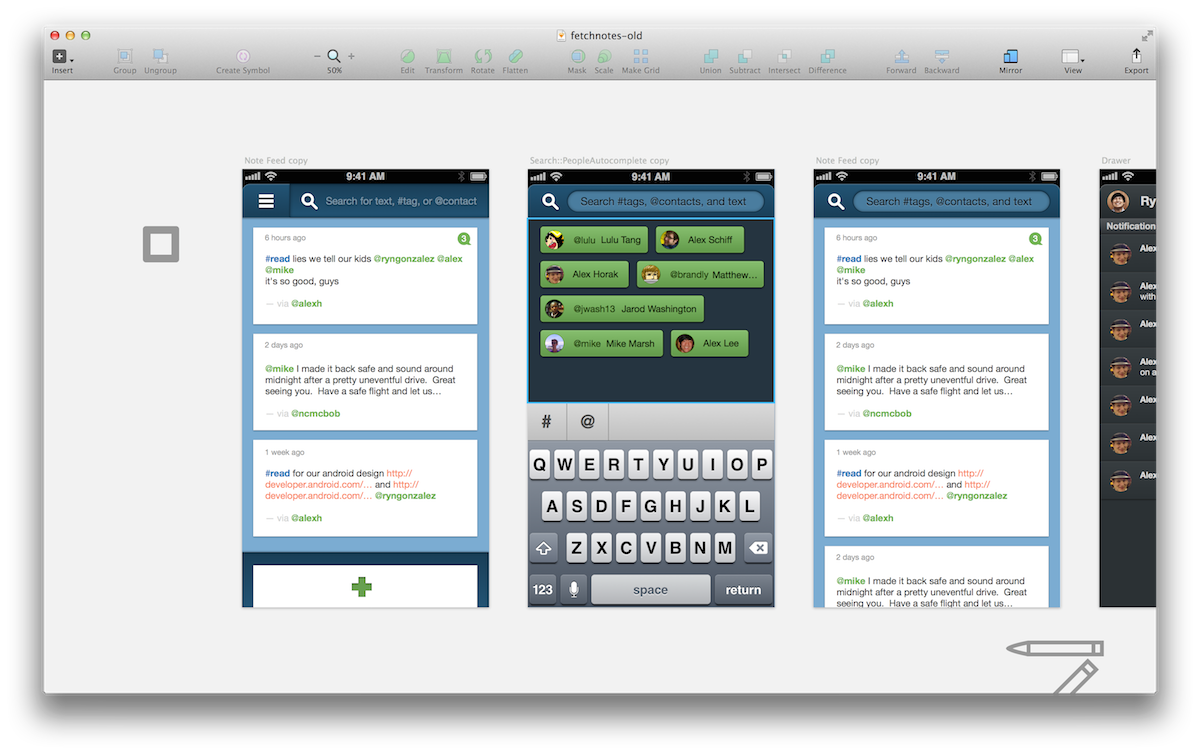 fetchnotes-old
Insert Group Ungroup Create Symbol 50% Edit Transform Rotate Flatten Mask Scale Make Grid Union Subtract Intersect Difference Forward Backward Mirror View Export
Note Feed copy
9:41 AM
Search for text, #tag, or @contact
6 hours ago
3
#read lies we tell our kids @ryngonzalez @alex
@mike
it's so good, guys
— via @alexh
2 days ago
@mike I made it back safe and sound around
midnight after a pretty uneventful drive. Great
seeing you. Have a safe flight and let us…
— via @ncmcbob
1 week ago
#read for our android design http://
developer.android.com/… and http://
developer.android.com/… @ryngonzalez
— via @alexh
Search::PeopleAutocomplete copy
9:41 AM
Search #tags, @contacts, and text
@lulu Lulu Tang
Alex Schiff
Alex Horak
@brandly Matthew…
@jwash13 Jarod Washington
@mike Mike Marsh
Alex Lee
# @
Q W E R T Y U I O P
A S D F G H J K L
Z X C V B N M
123 space return
Note Feed copy
9:41 AM
Search #tags, @contacts, and text
6 hours ago
3
#read lies we tell our kids @ryngonzalez @alex
@mike
it's so good, guys
— via @alexh
2 days ago
@mike I made it back safe and sound around
midnight after a pretty uneventful drive. Great
seeing you. Have a safe flight and let us…
— via @ncmcbob
1 week ago
#read for our android design http://
developer.android.com/… and http://
developer.android.com/… @ryngonzalez
— via @alexh
2 days ago
@mike I made it back safe and sound around
midnight after a pretty uneventful drive. Great
seeing you. Have a safe flight and let us…
Drawer
Ry
Notification
Alex
Alex
with
Alex
Alex
on a
Alex
Alex
Alex